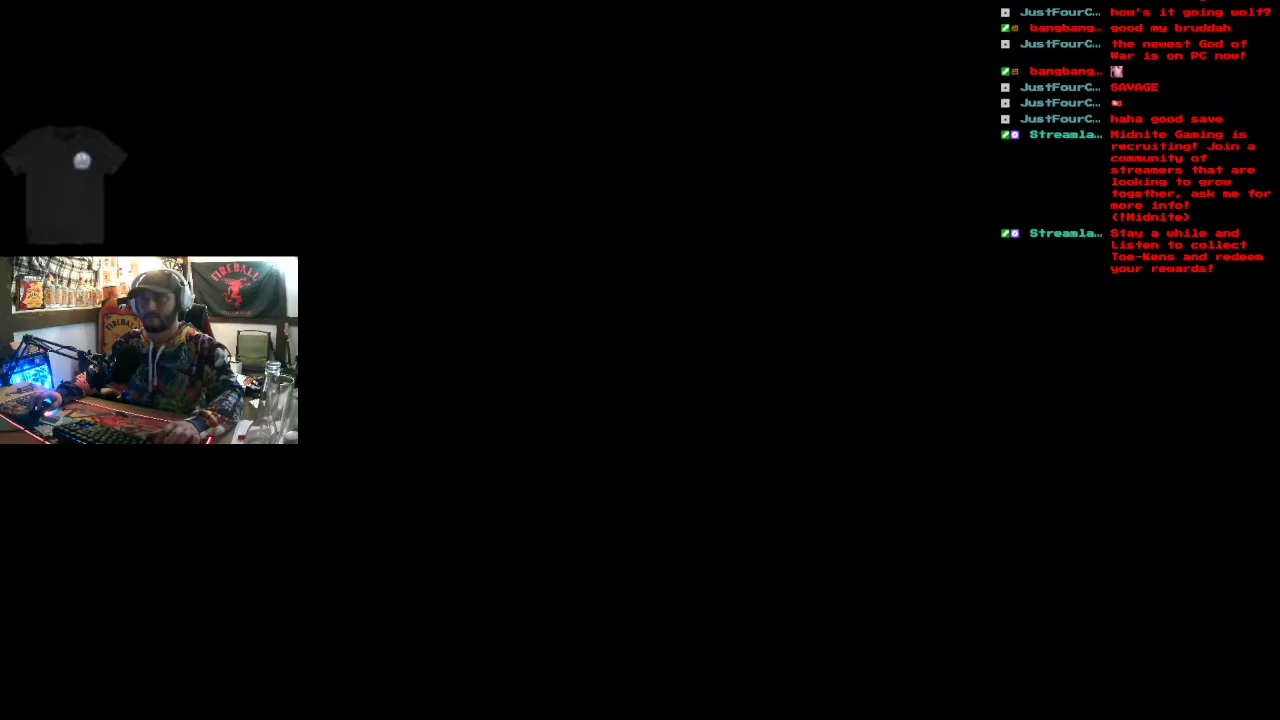 JustFourC… how's it going wolf?
bangbang… good my bruddah
JustFourC… the newest God of
War is on PC now!
bangbang…
JustFourC… SAVAGE
JustFourC…
JustFourC… haha good save
Streamla… Midnite Gaming is
recruiting! Join a
community of
streamers that are
looking to grow
together, ask me for
more info!
(!Midnite)
Streamla… Stay a while and
Listen to collect
Toe-Kens and redeem
your rewards!
FIREBALL
FIREBALL